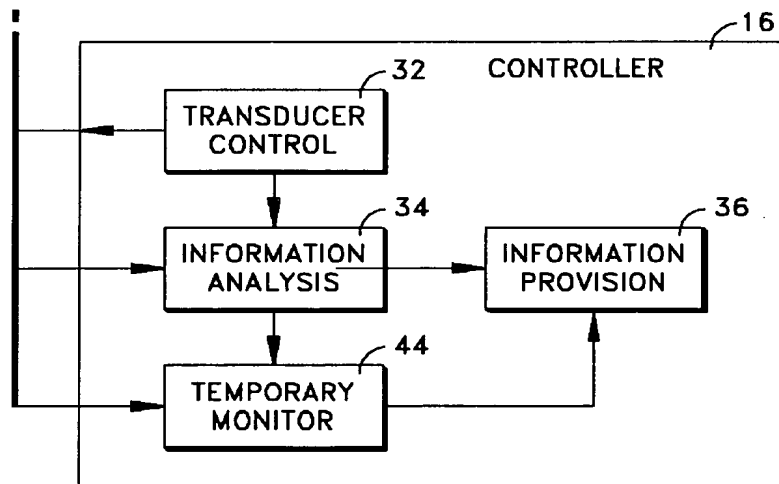 16
CONTROLLER
32
TRANSDUCER
CONTROL
34
INFORMATION
ANALYSIS
36
INFORMATION
PROVISION
44
TEMPORARY
MONITOR